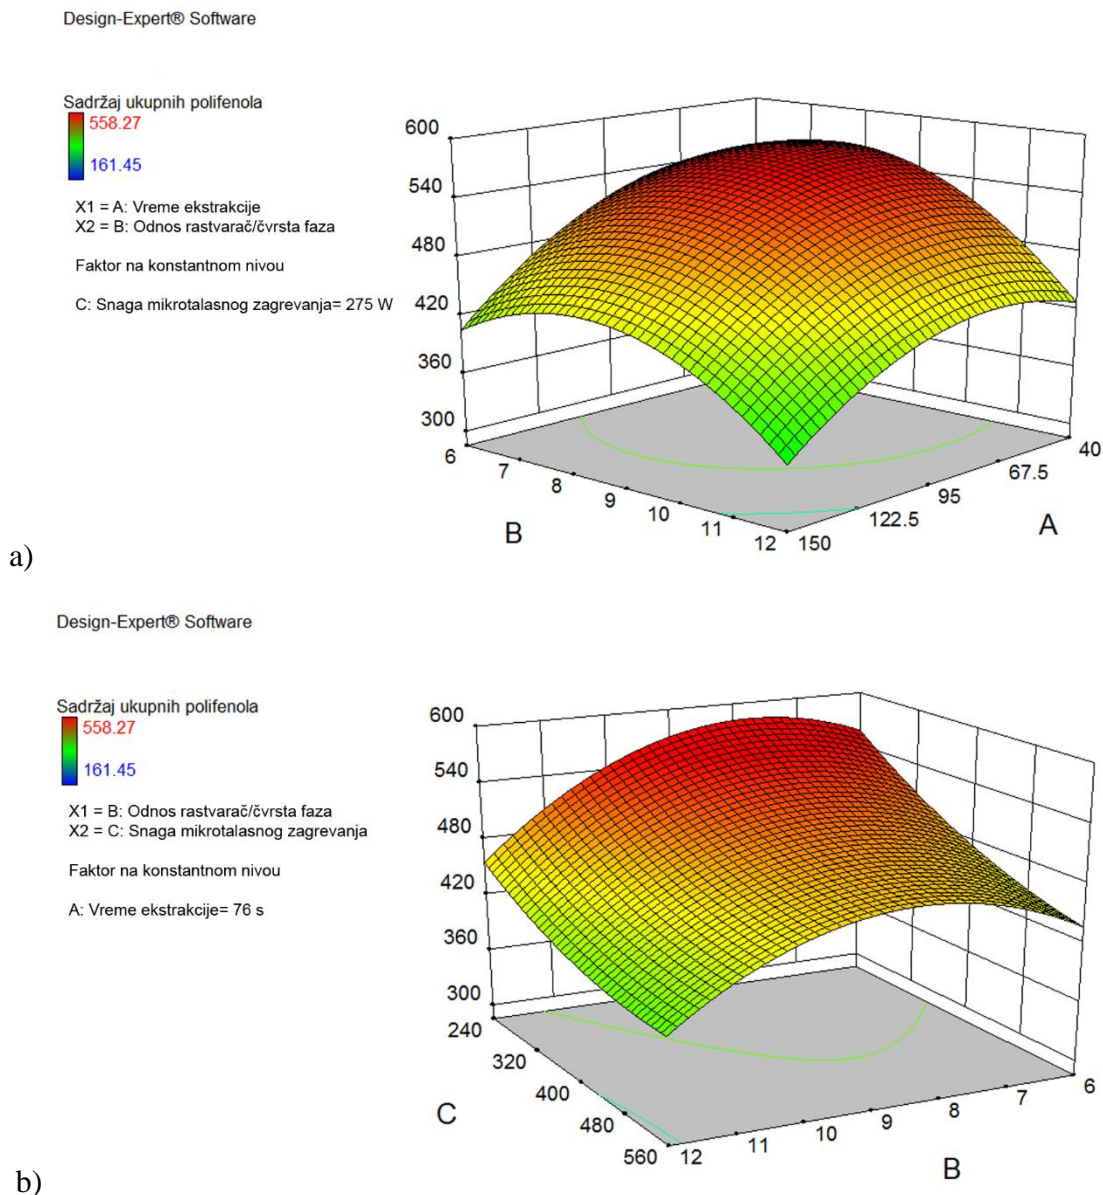 Design-Expert® Software
Sadržaj ukupnih polifenola
558.27
161.45
X1 = A: Vreme ekstrakcije
X2 = B: Odnos rastvarač/čvrsta faza
Faktor na konstantnom nivou
C: Snaga mikrotalasnog zagrevanja= 275 W
600
540
480
420
360
300
6
7
8
9
10
11
12
150
122.5
95
67.5
40
B
A
a)
Design-Expert® Software
Sadržaj ukupnih polifenola
558.27
161.45
X1 = B: Odnos rastvarač/čvrsta faza
X2 = C: Snaga mikrotalasnog zagrevanja
Faktor na konstantnom nivou
A: Vreme ekstrakcije= 76 s
600
540
480
420
360
300
240
320
400
480
560
12
11
10
9
8
7
6
C
B
b)